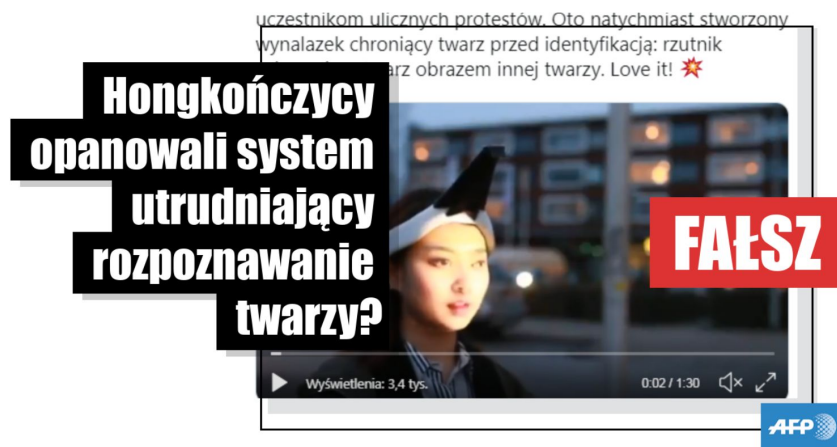 uczestnikom ulicznych protestów. Oto natychmiast stworzony
wynalazek chroniący twarz przed identyfikacją: rzutnik
obrazem innej twarzy. Love it!
Hongkończycy
opanowali system
utrudniający
rozpoznawanie
twarzy?
FAŁSZ
Wyświetlenia: 3,4 tys.
0:02 / 1:30
AFP